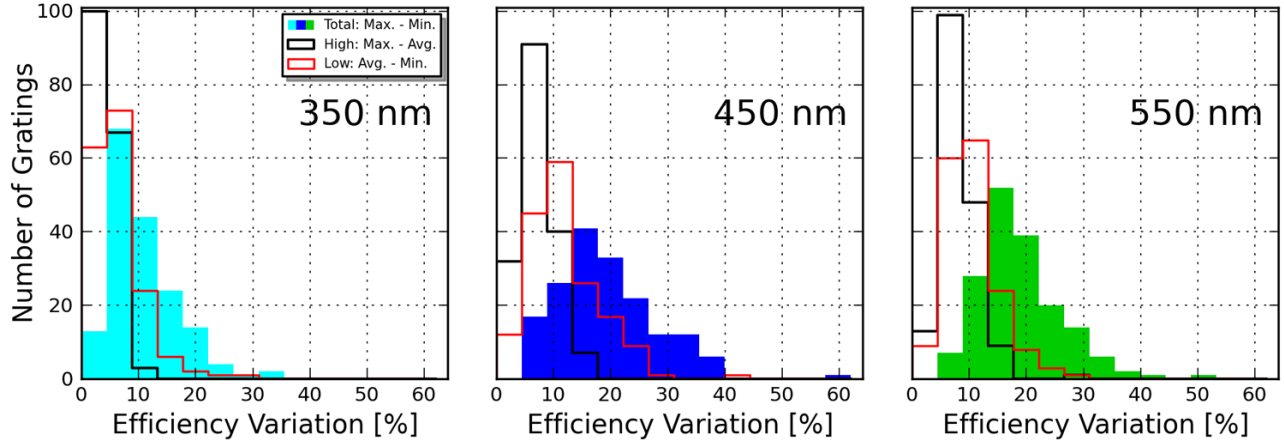 Number of Gratings
100
80
60
40
20
0
Total: Max. - Min.
High: Max. - Avg.
Low: Avg. - Min.
350 nm
0 10 20 30 40 50 60
Efficiency Variation [%]
450 nm
0 10 20 30 40 50 60
Efficiency Variation [%]
550 nm
0 10 20 30 40 50 60
Efficiency Variation [%]